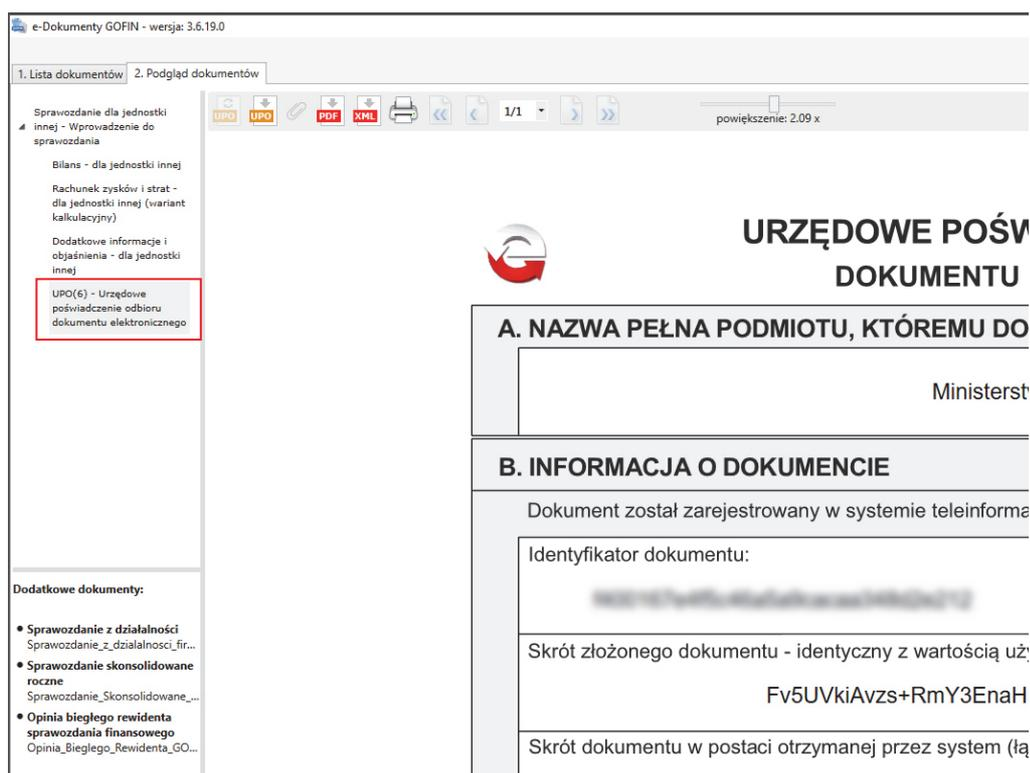 e-Dokumenty GOFIN - wersja: 3.6.19.0
1. Lista dokumentów
2. Podgląd dokumentów
Sprawozdanie dla jednostki
innej - Wprowadzenie do
sprawozdania
Bilans - dla jednostki innej
Rachunek zysków i strat -
dla jednostki innej (wariant
kalkulacyjny)
Dodatkowe informacje i
objaśnienia - dla jednostki
innej
UPO(6) - Urzędowe
poświadczenie odbioru
dokumentu elektronicznego
UPO
UPO
PDF
XML
1/1
powiększenie: 2.09 x
URZĘDOWE POŚW
DOKUMENTU
A. NAZWA PEŁNA PODMIOTU, KTÓREMU DO
Ministerst
B. INFORMACJA O DOKUMENCIE
Dokument został zarejestrowany w systemie teleinforma
Identyfikator dokumentu:
Skrót złożonego dokumentu - identyczny z wartością uży
Fv5UVkiAvzs+RmY3EnaH
Skrót dokumentu w postaci otrzymanej przez system (łą
Dodatkowe dokumenty:
• Sprawozdanie z działalności
Sprawozdanie_z_dzialalnosci_fir...
• Sprawozdanie skonsolidowane
roczne
Sprawozdanie_Skonsolidowane_...
• Opinia biegłego rewidenta
sprawozdania finansowego
Opinia_Bieglego_Rewidenta_GO...